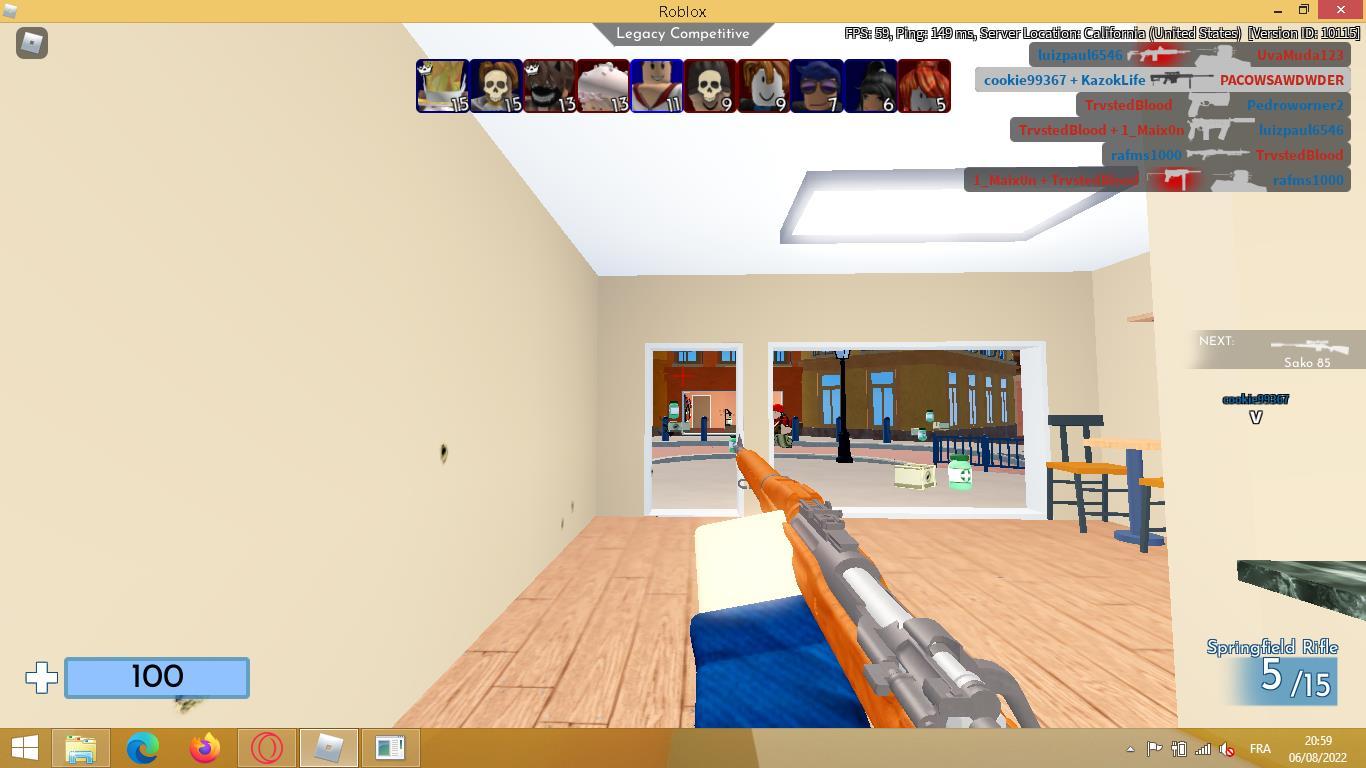 Roblox
Legacy Competitive
FPS: 59, Ping: 149 ms, Server Location: California (United States) [Version ID: 10115]
luizpaul6546 UvaMuda123
cookie99367 + KazokLife PACOWSAWDWDER
TrvstedBlood Pedroworner2
TrvstedBlood + 1_Maix0n luizpaul6546
rafms1000 TrvstedBlood
1_Maix0n + TrvstedBlood rafms1000
15 15 13 13 11 9 9 7 6 5
NEXT:
Sako 85
cookie99367
V
Springfield Rifle
5 /15
100
FRA
20:59
06/08/2022